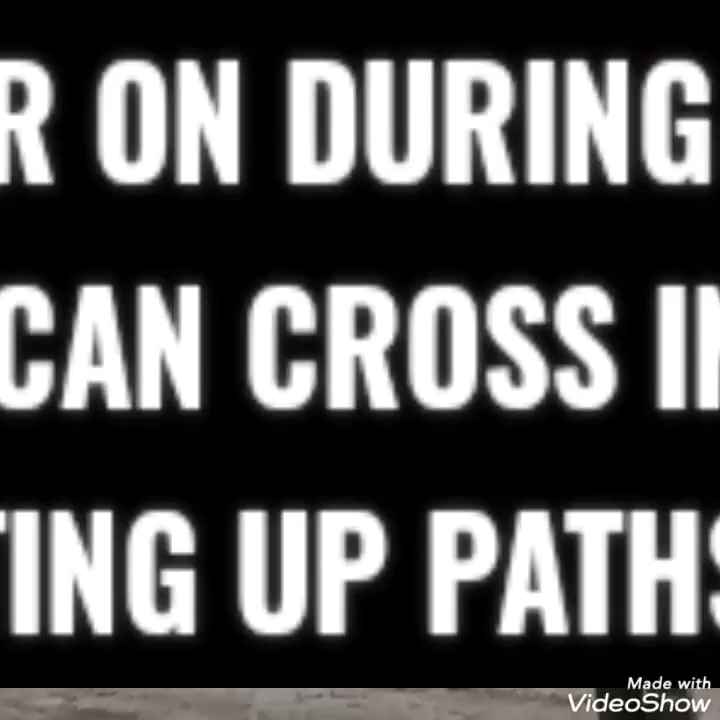 R ON DURING
CAN CROSS IN
TING UP PATHS
Made with
VideoShow